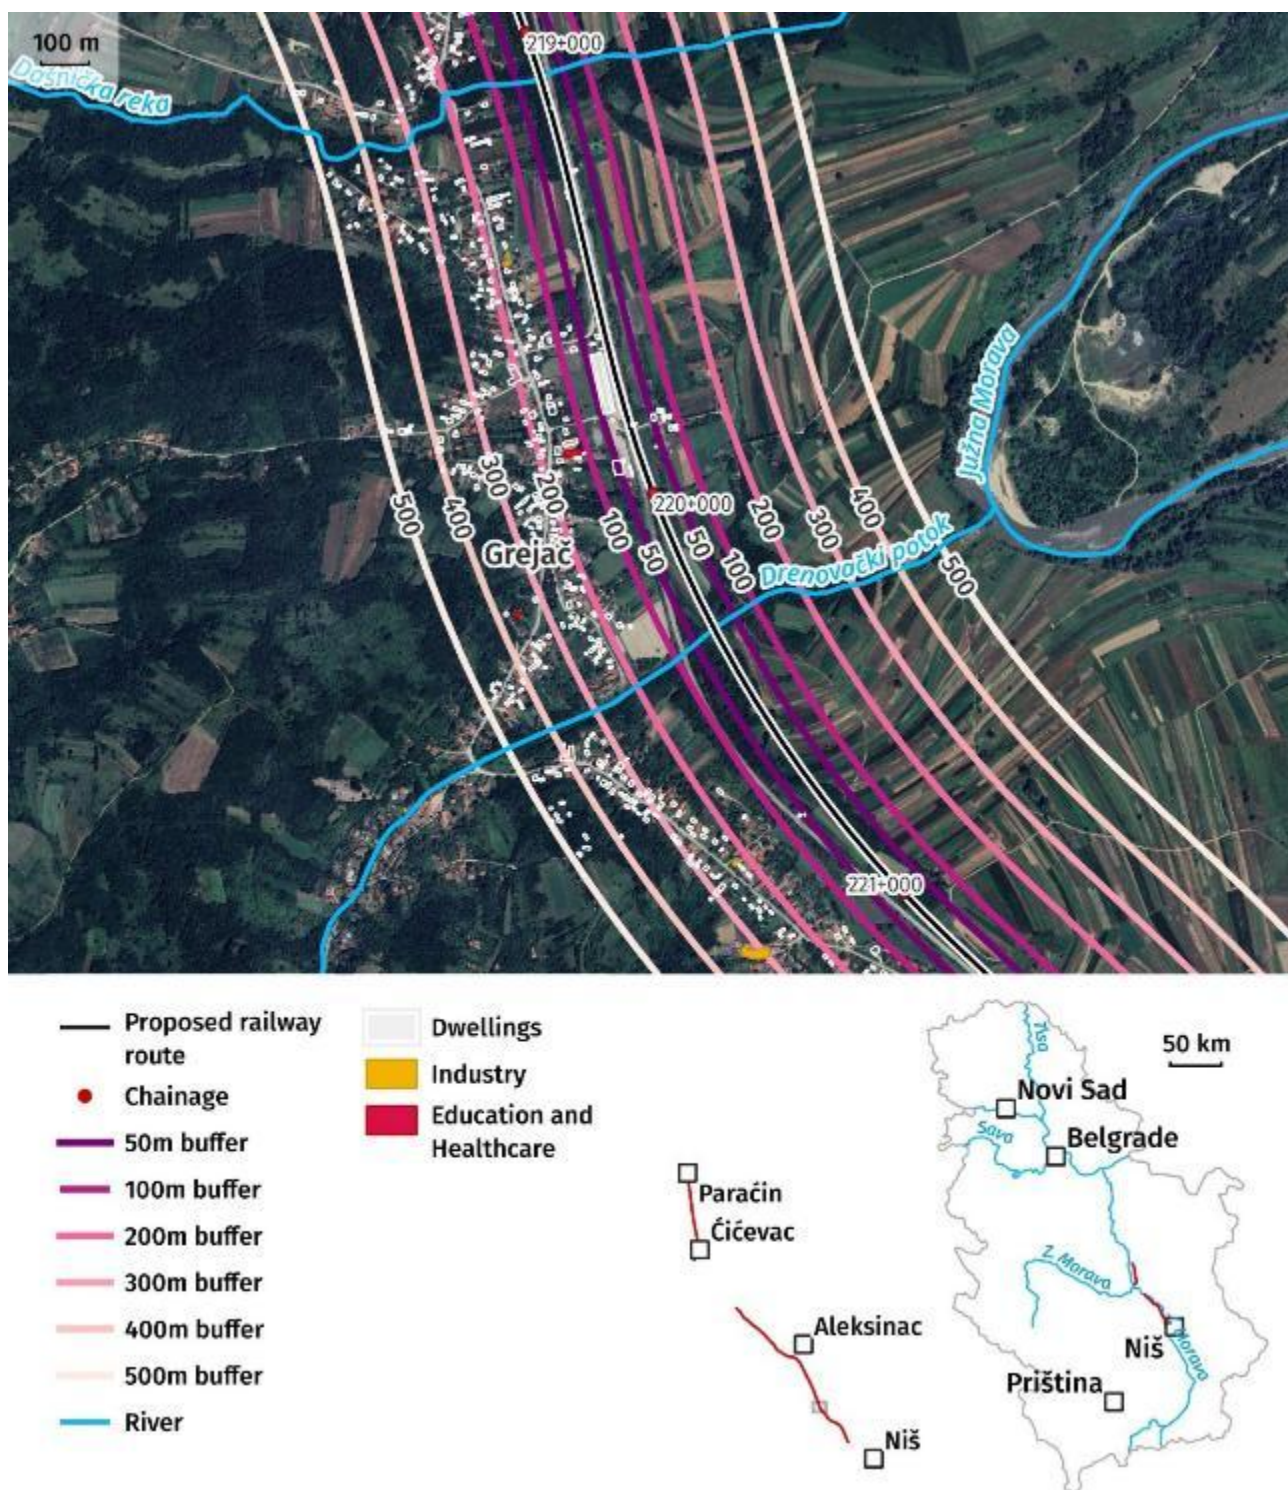 100 m
Dašnička reka
219+000
Južna Morava
300
200
500
400
100
50
220+000
50
100
200
300
400
500
Grejač
Drenovački potok
221+000
Proposed railway
route
Chainage
50m buffer
100m buffer
200m buffer
300m buffer
400m buffer
500m buffer
River
Dwellings
Industry
Education and
Healthcare
Paraćin
Ćićevac
Aleksinac
Niš
50 km
Tisa
Novi Sad
Sava
Belgrade
Z. Morava
Morava
Niš
Priština